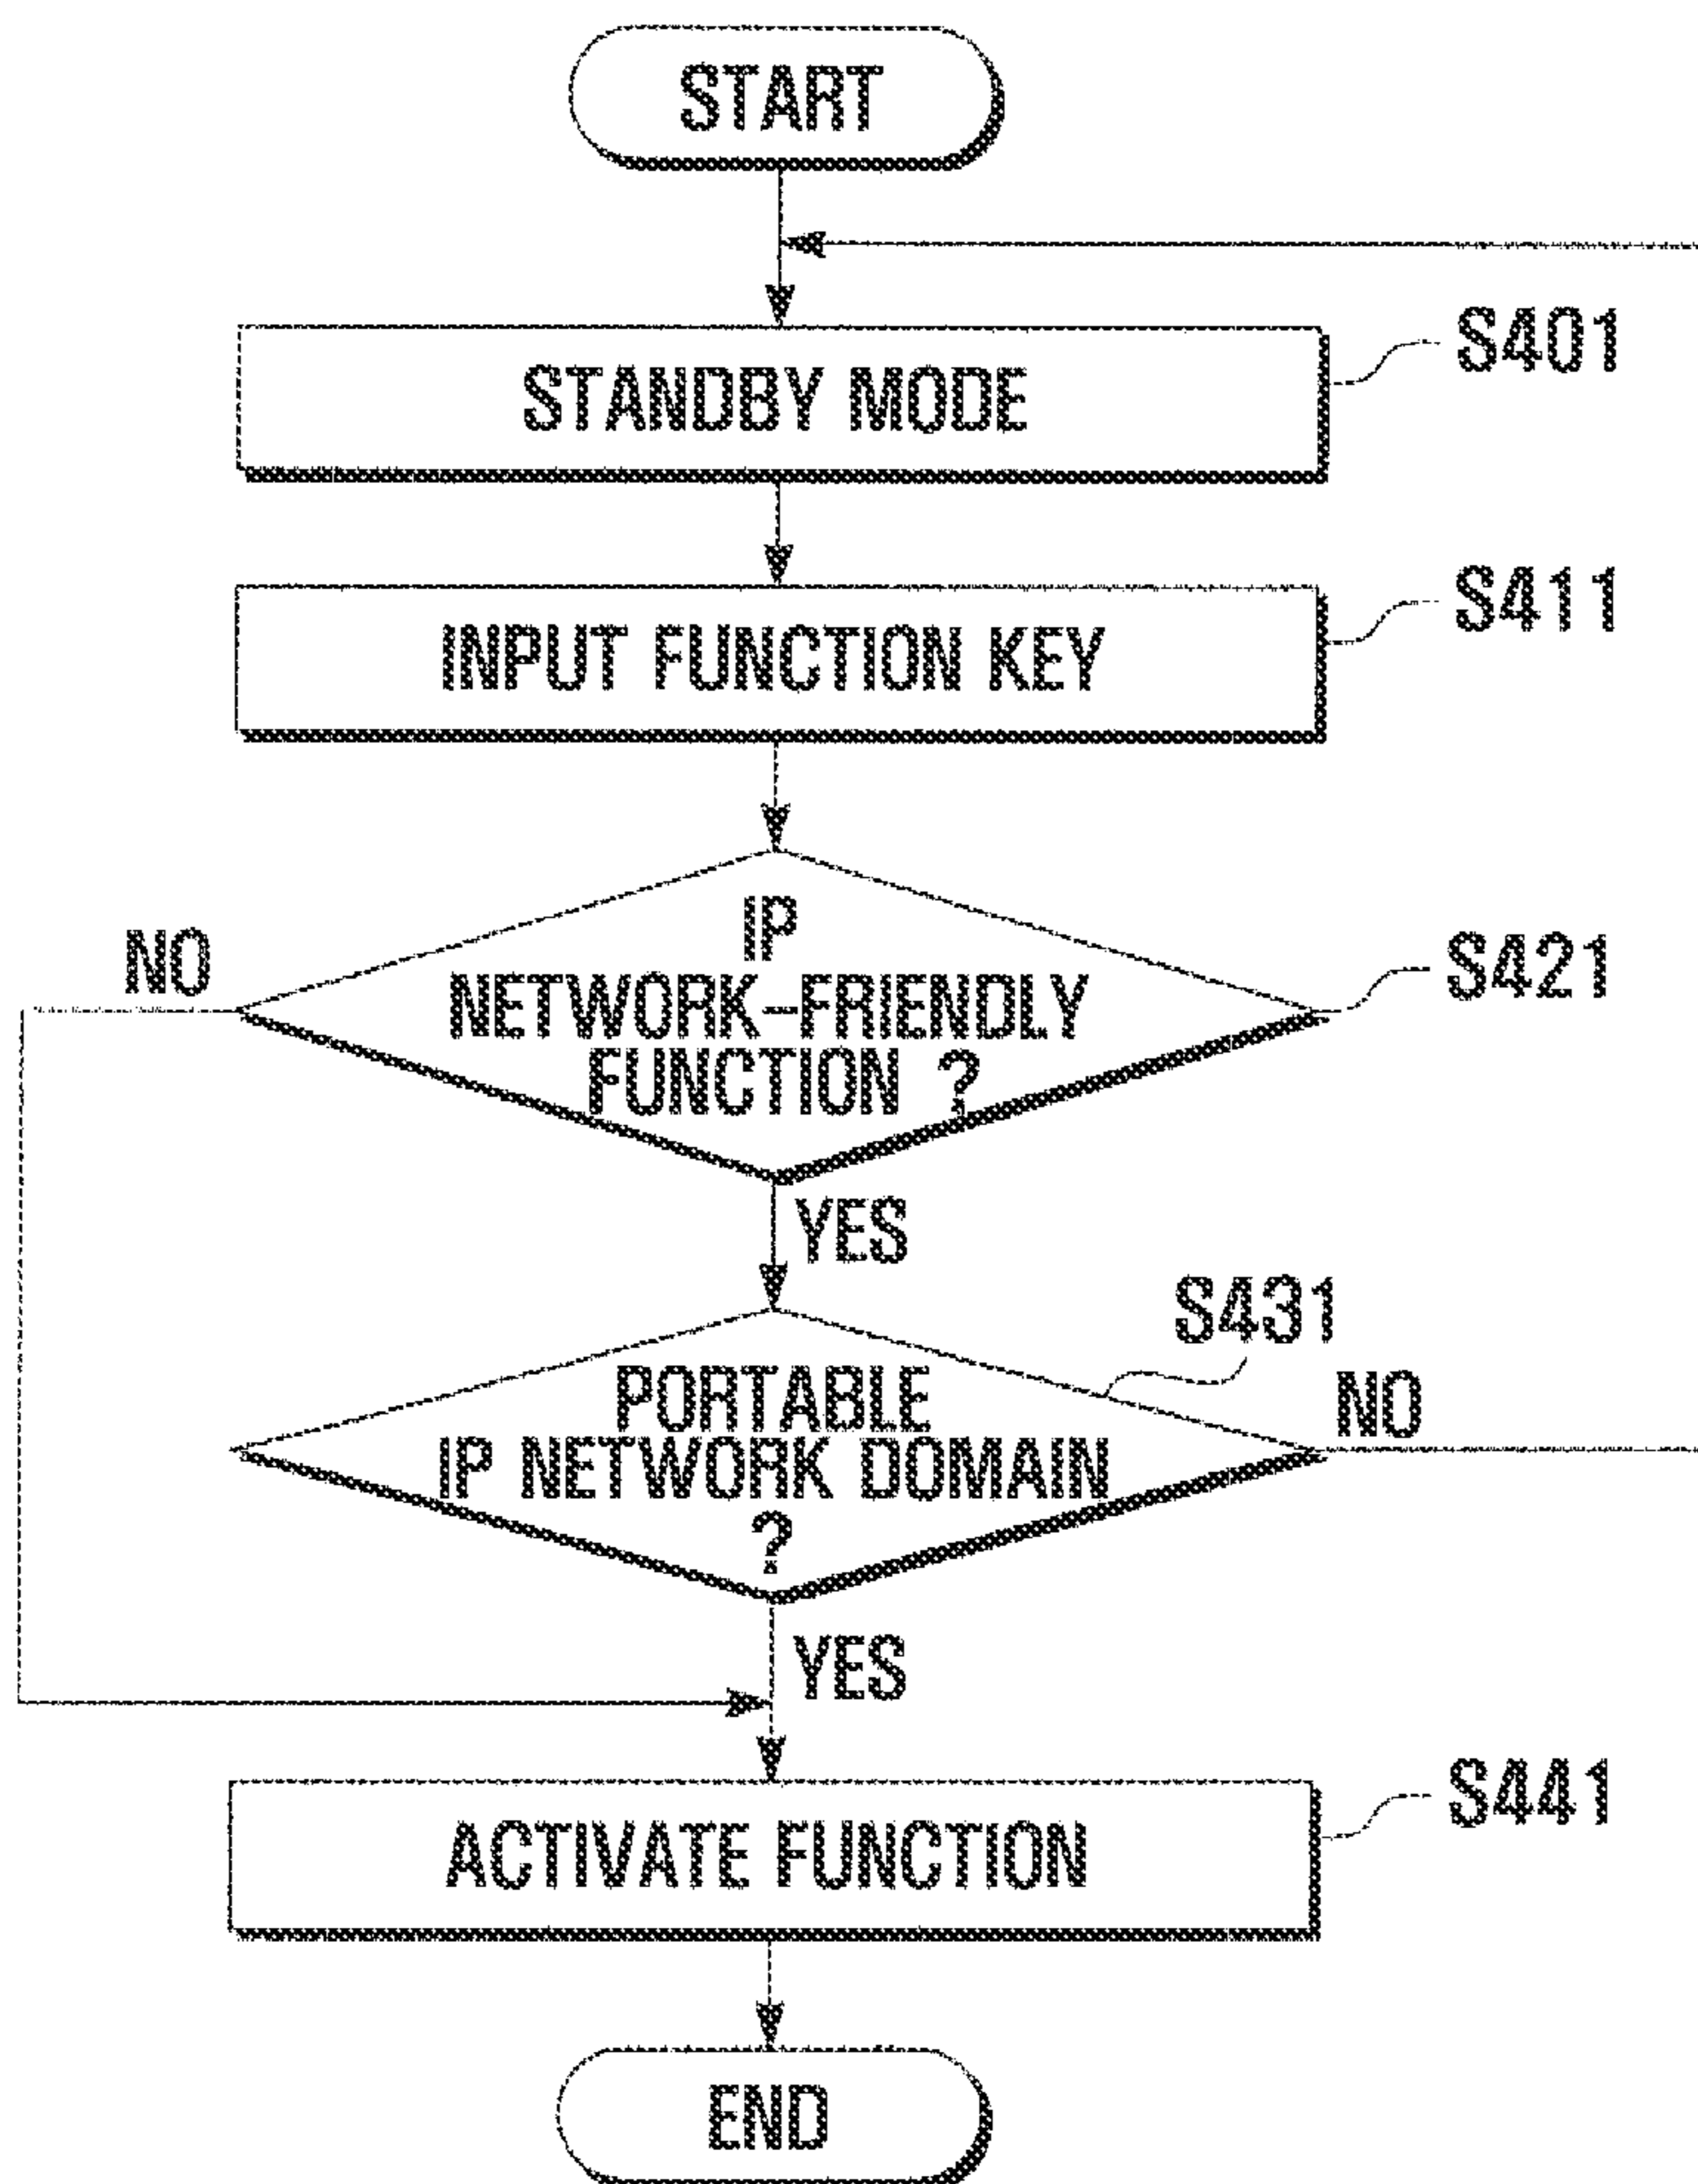 START
STANDBY MODE
S401
INPUT FUNCTION KEY
S411
IP
NETWORK-FRIENDLY
FUNCTION ?
S421
NO
YES
S431
PORTABLE
IP NETWORK DOMAIN
?
NO
YES
ACTIVATE FUNCTION
S441
END